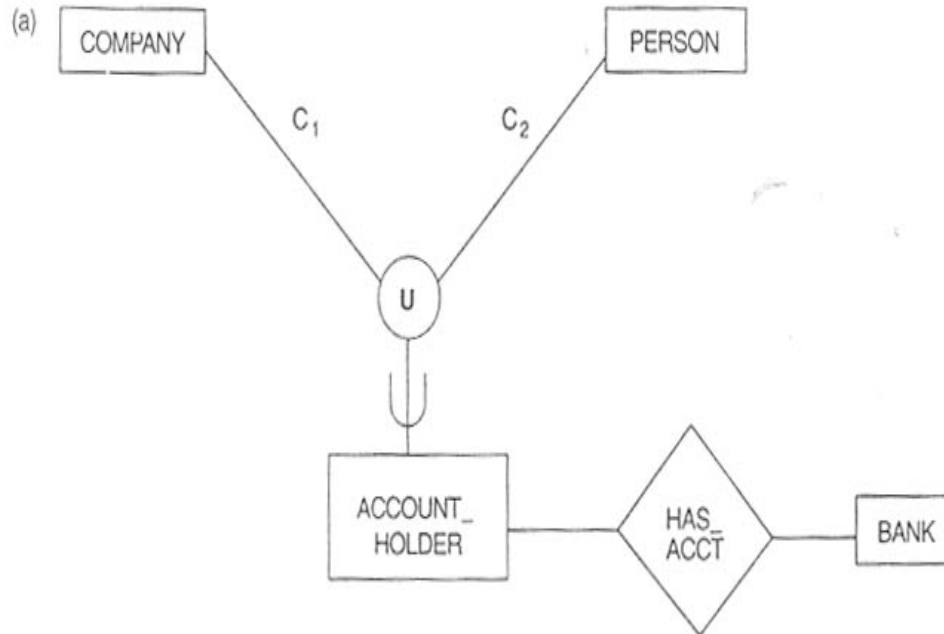 (a)
COMPANY
PERSON
C₁
C₂
U
ACCOUNT_
HOLDER
HAS_
ACCT
BANK